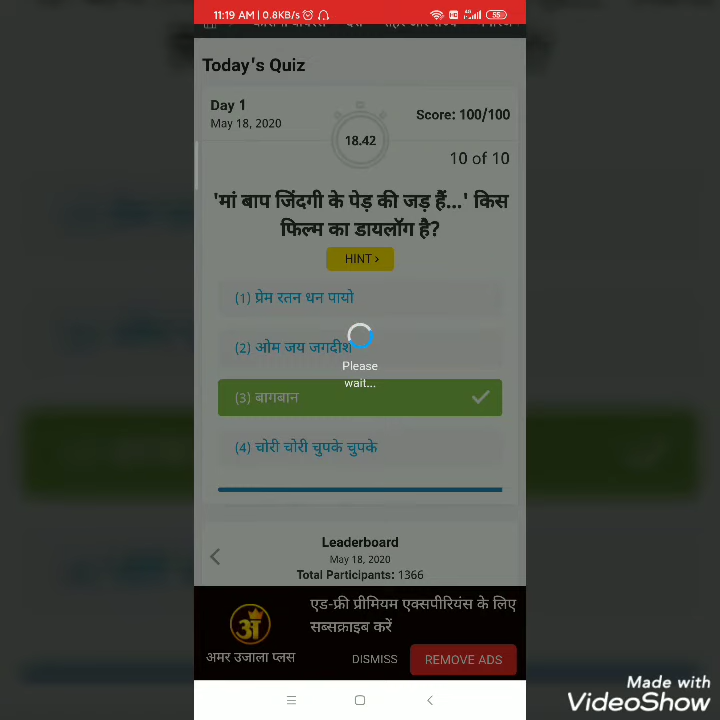 11:19 AM | 0.8KB/s
55
Today's Quiz
Day 1
May 18, 2020
18.42
Score: 100/100
10 of 10
'मां बाप जिंदगी के पेड़ की जड़ हैं...' किस
फिल्म का डायलॉग है?
HINT ›
(1) प्रेम रतन धन पायो
(2) ओम जय जगदीश
Please
wait...
(3) बागबान
(4) चोरी चोरी चुपके चुपके
Leaderboard
May 18, 2020
Total Participants: 1366
एड-फ्री प्रीमियम एक्सपीरियंस के लिए
सब्सक्राइब करें
अ
अमर उजाला प्लस
DISMISS
REMOVE ADS
Made with
VideoShow